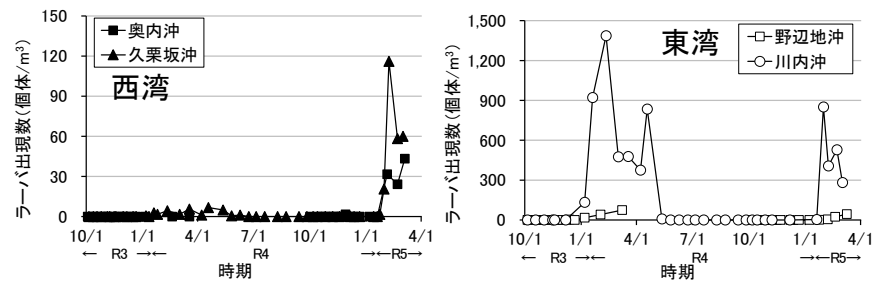 150
120
90
60
30
0
ラーバ出現数(個体/m³)
奥内沖
久栗坂沖
西湾
10/1 1/1 4/1 7/1 10/1 1/1 4/1
← R3 →← R4 →←R5→
時期
1,500
1,200
900
600
300
0
ラーバ出現数(個体/m³)
東湾
野辺地沖
川内沖
10/1 1/1 4/1 7/1 10/1 1/1 4/1
← R3 →← R4 →←R5→
時期